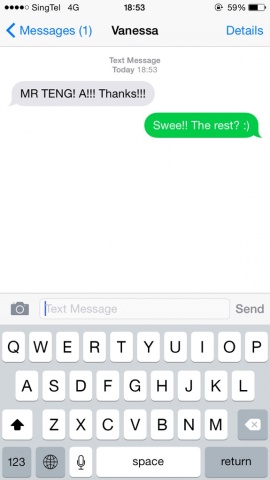 SingTel 4G 18:53 59%
Messages (1) Vanessa Details
Text Message
Today 18:53
MR TENG! A!!! Thanks!!!
Swee!! The rest? :)
Text Message Send
Q W E R T Y U I O P
A S D F G H J K L
Z X C V B N M
123 space return